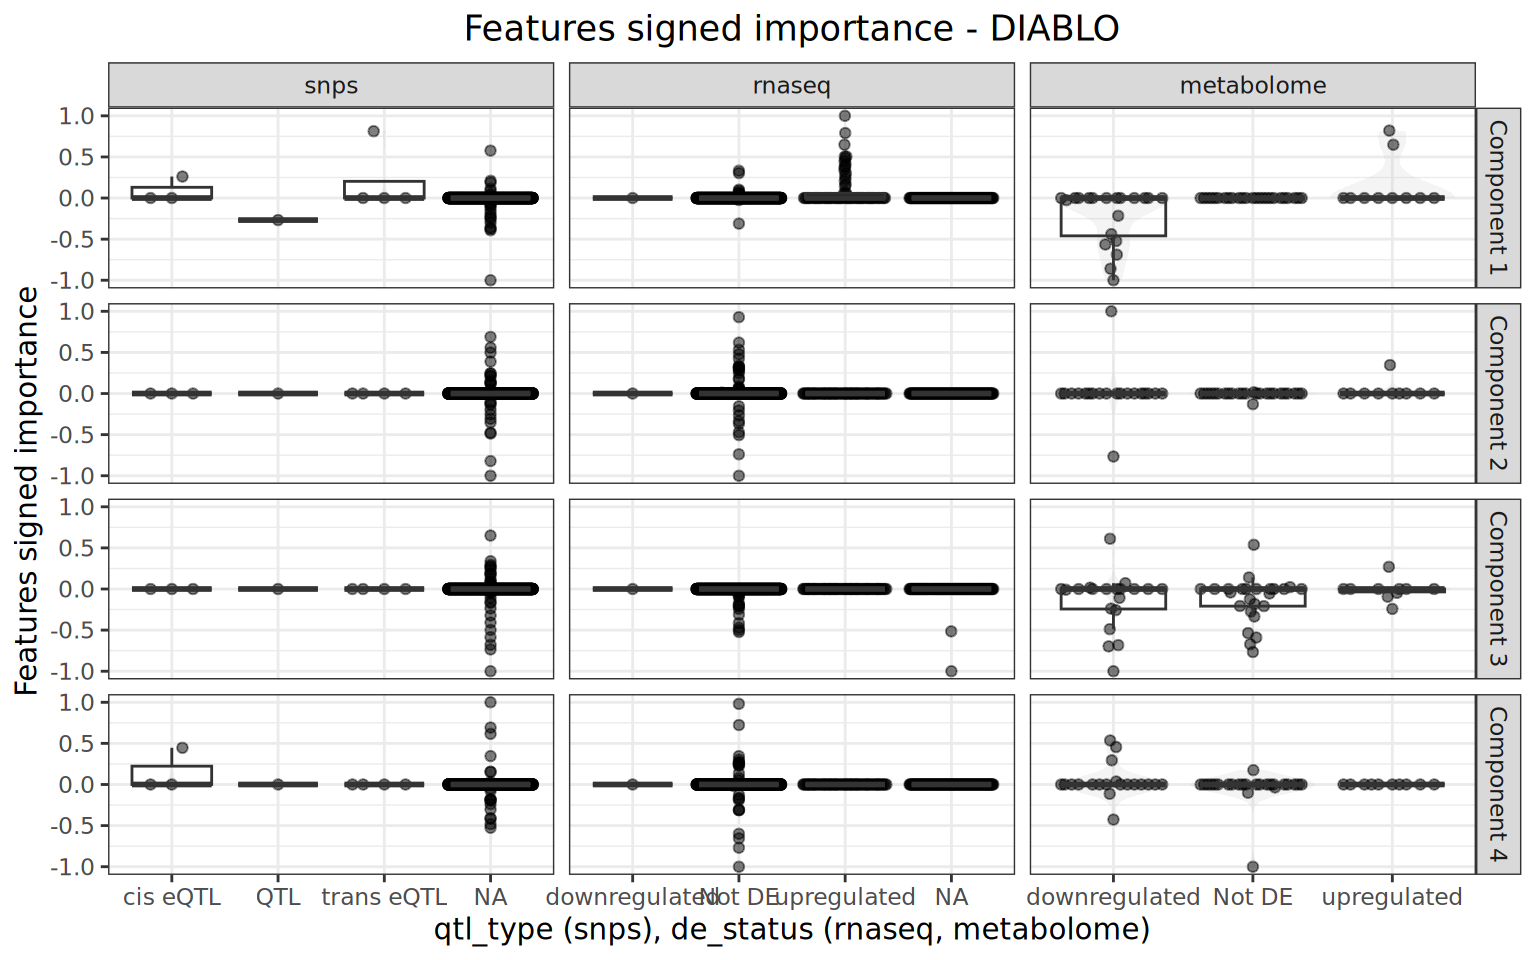 Features signed importance - DIABLO
snps
rnaseq
metabolome
Features signed importance
1.0
0.5
0.0
-0.5
-1.0
Component 1
1.0
0.5
0.0
-0.5
-1.0
Component 2
1.0
0.5
0.0
-0.5
-1.0
Component 3
1.0
0.5
0.0
-0.5
-1.0
Component 4
cis eQTL QTL trans eQTL NA
downregulated Not DE upregulated NA
downregulated Not DE upregulated
qtl_type (snps), de_status (rnaseq, metabolome)